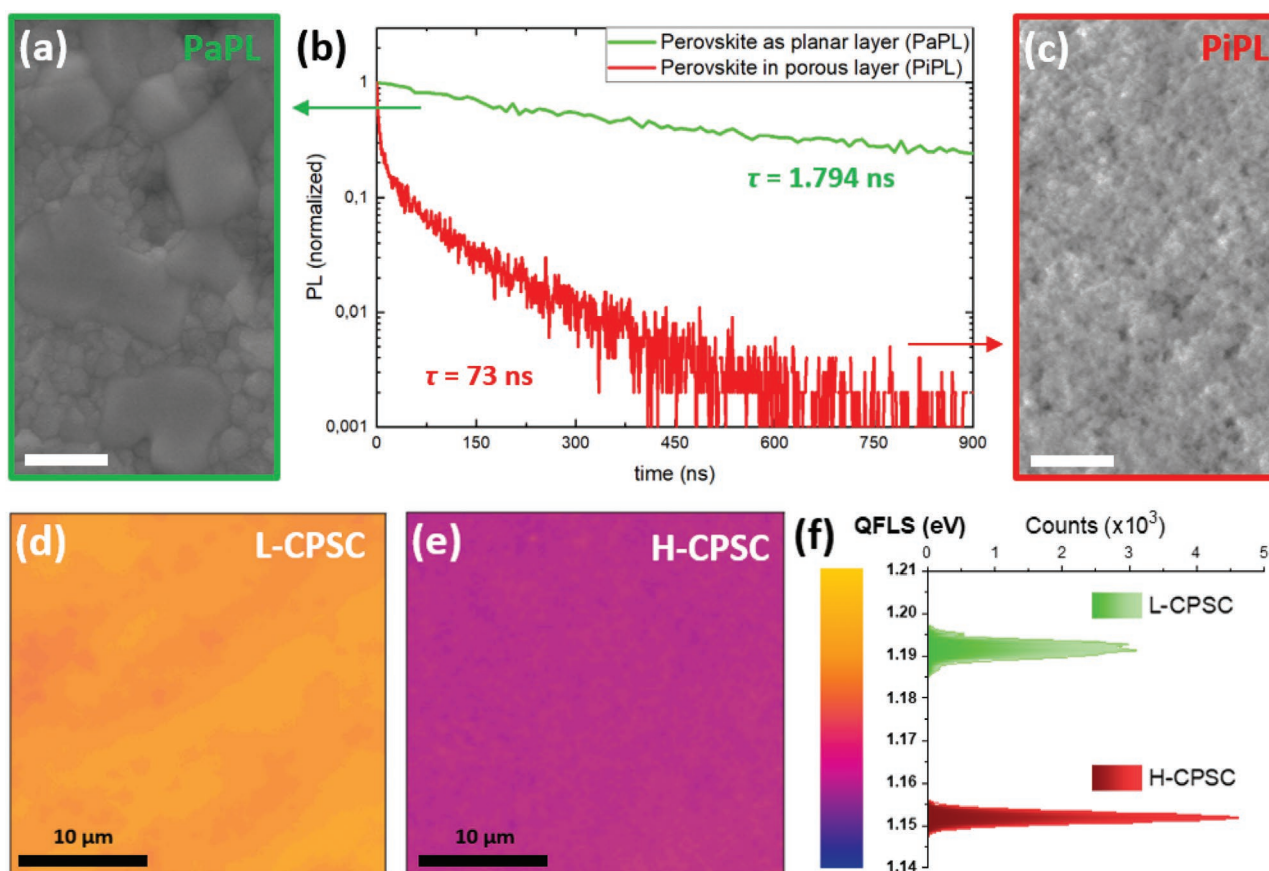 (a)
PaPL
(b)
Perovskite as planar layer (PaPL)
Perovskite in porous layer (PiPL)
1
0,1
0,01
0,001
PL (normalized)
τ = 1.794 ns
τ = 73 ns
0
150
300
450
600
750
900
time (ns)
(c)
PiPL
(d)
L-CPSC
10 µm
(e)
H-CPSC
10 µm
(f)
QFLS (eV)
Counts (x10³)
0
1
2
3
4
5
1.21
1.20
1.19
1.18
1.17
1.16
1.15
1.14
L-CPSC
H-CPSC